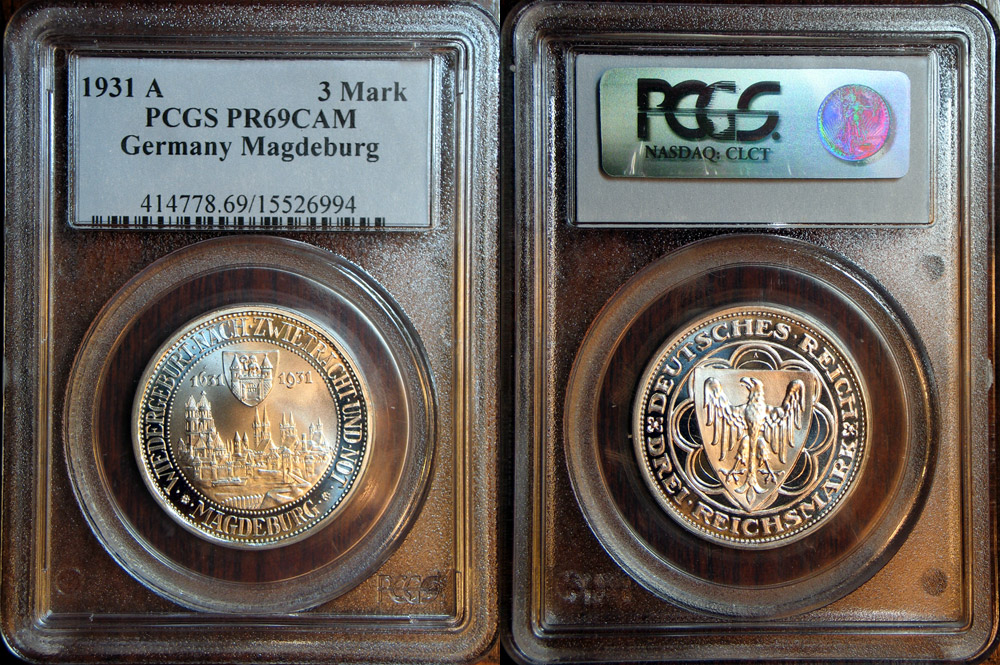 1931 A 3 Mark
PCGS PR69CAM
Germany Magdeburg
414778.69/15526994
WIEDERGEBURT·NACH·ZWIETRACHT·UND·NOT
1631 1931
MAGDEBURG
PCGS
PCGS
NASDAQ: CLCT
DEUTSCHES·REICH
DREI·REICHSMARK